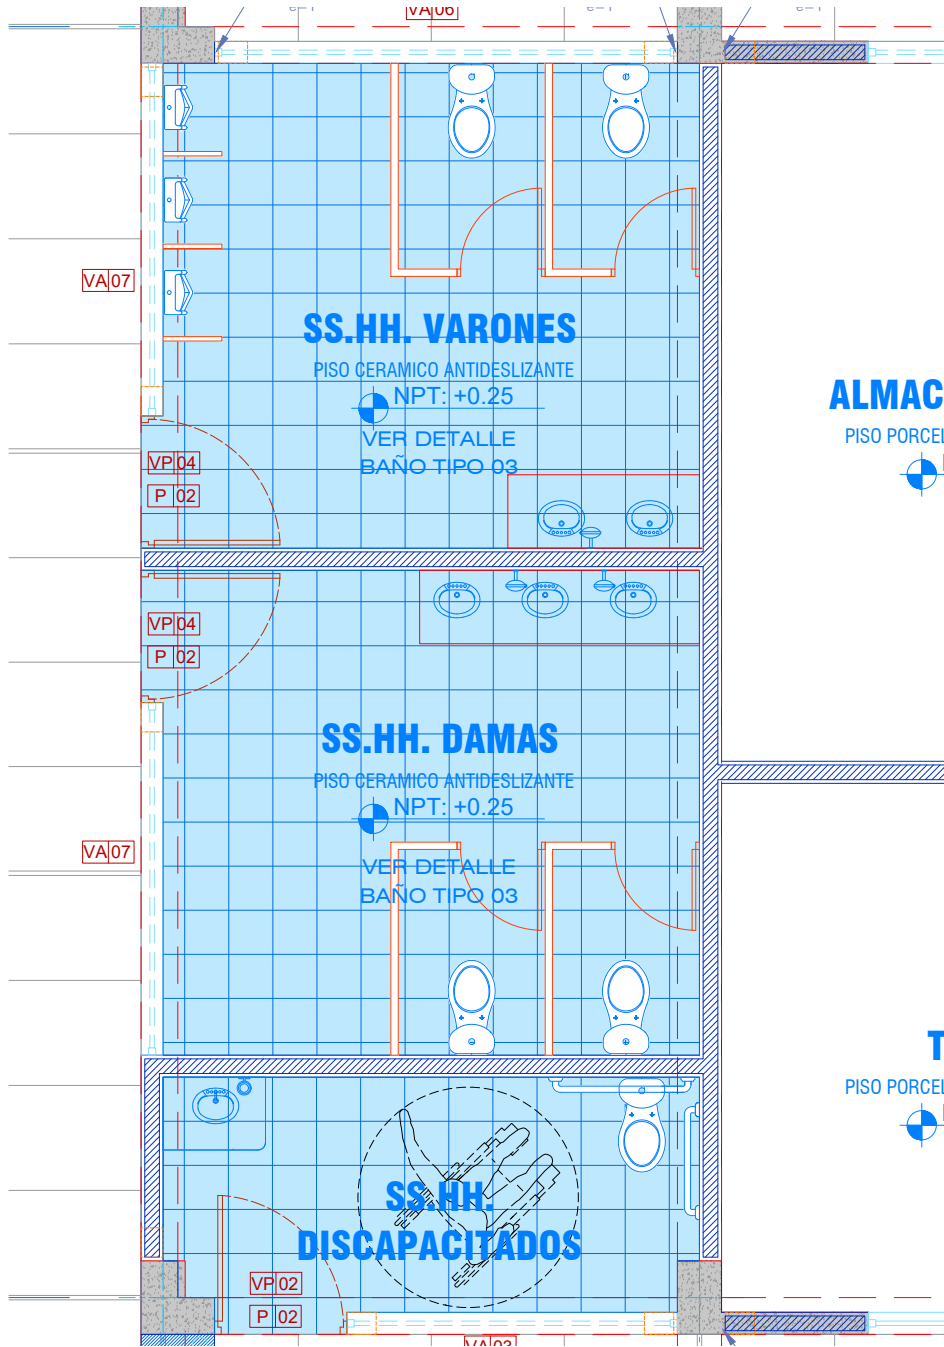 VA 06
VA 07
SS.HH. VARONES
PISO CERAMICO ANTIDESLIZANTE
NPT: +0.25
VER DETALLE
BAÑO TIPO 03
ALMAC
PISO PORCEL
VP 04
P 02
VP 04
P 02
SS.HH. DAMAS
PISO CERAMICO ANTIDESLIZANTE
NPT: +0.25
VA 07
VER DETALLE
BAÑO TIPO 03
T
PISO PORCEL
SS.HH.
DISCAPACITADOS
VP 02
P 02
VA 03